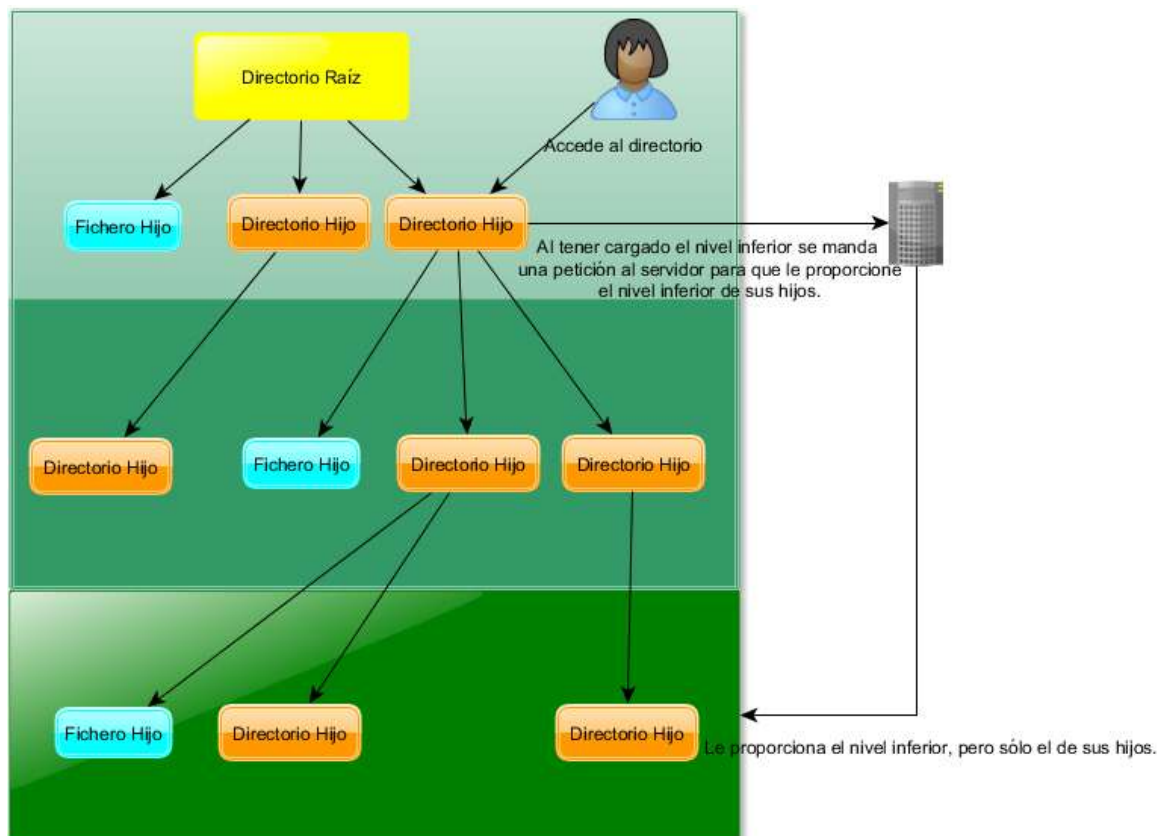 Directorio Raíz
Accede al directorio
Fichero Hijo
Directorio Hijo
Directorio Hijo
Al tener cargado el nivel inferior se manda
una petición al servidor para que le proporcione
el nivel inferior de sus hijos.
Directorio Hijo
Fichero Hijo
Directorio Hijo
Directorio Hijo
Fichero Hijo
Directorio Hijo
Directorio Hijo
Le proporciona el nivel inferior, pero sólo el de sus hijos.